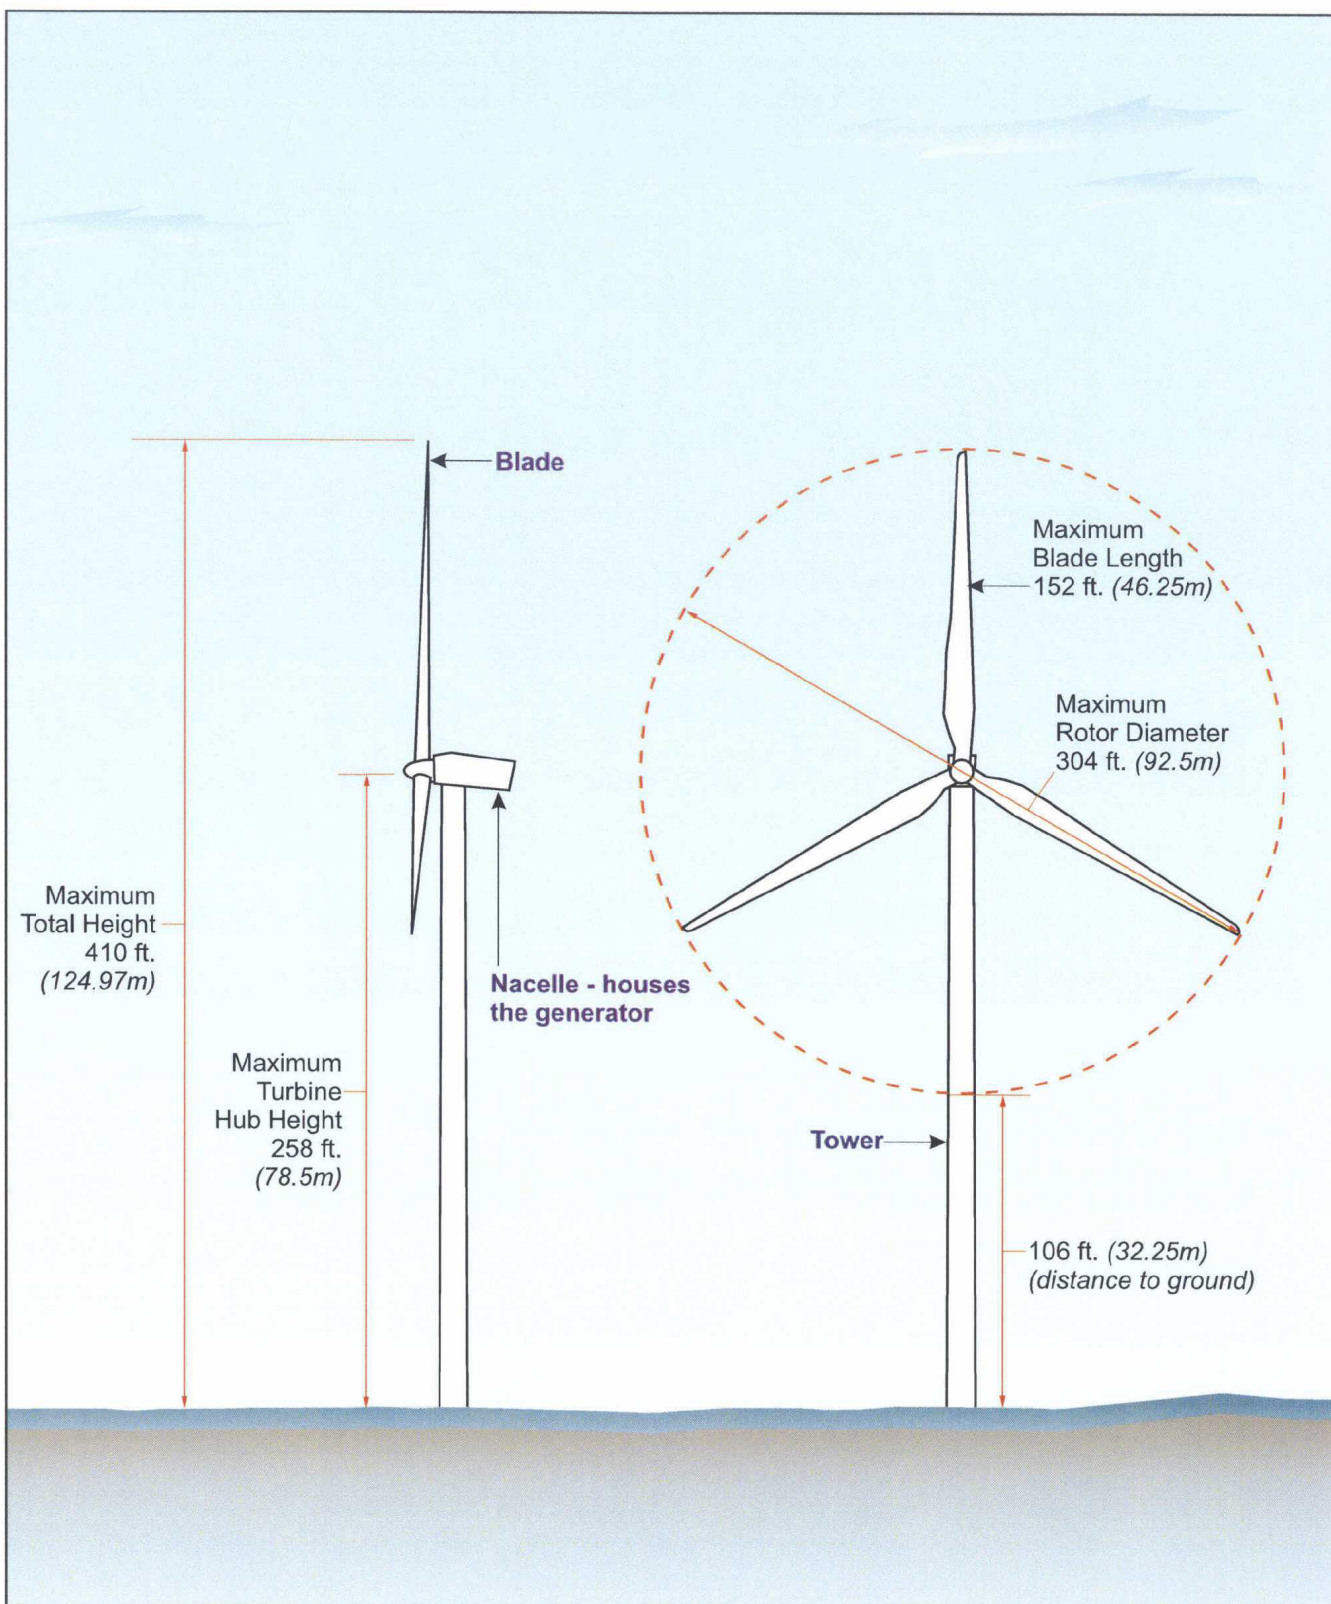 Blade
Maximum
Blade Length
152 ft. (46.25m)
Maximum
Rotor Diameter
304 ft. (92.5m)
Maximum
Total Height
410 ft.
(124.97m)
Nacelle - houses
the generator
Maximum
Turbine
Hub Height
258 ft.
(78.5m)
Tower
106 ft. (32.25m)
(distance to ground)